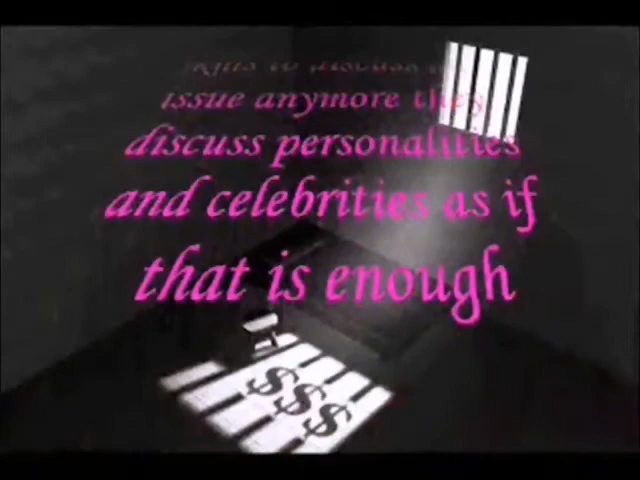 issue anymore they
discuss personalities
and celebrities as if
that is enough
$$$